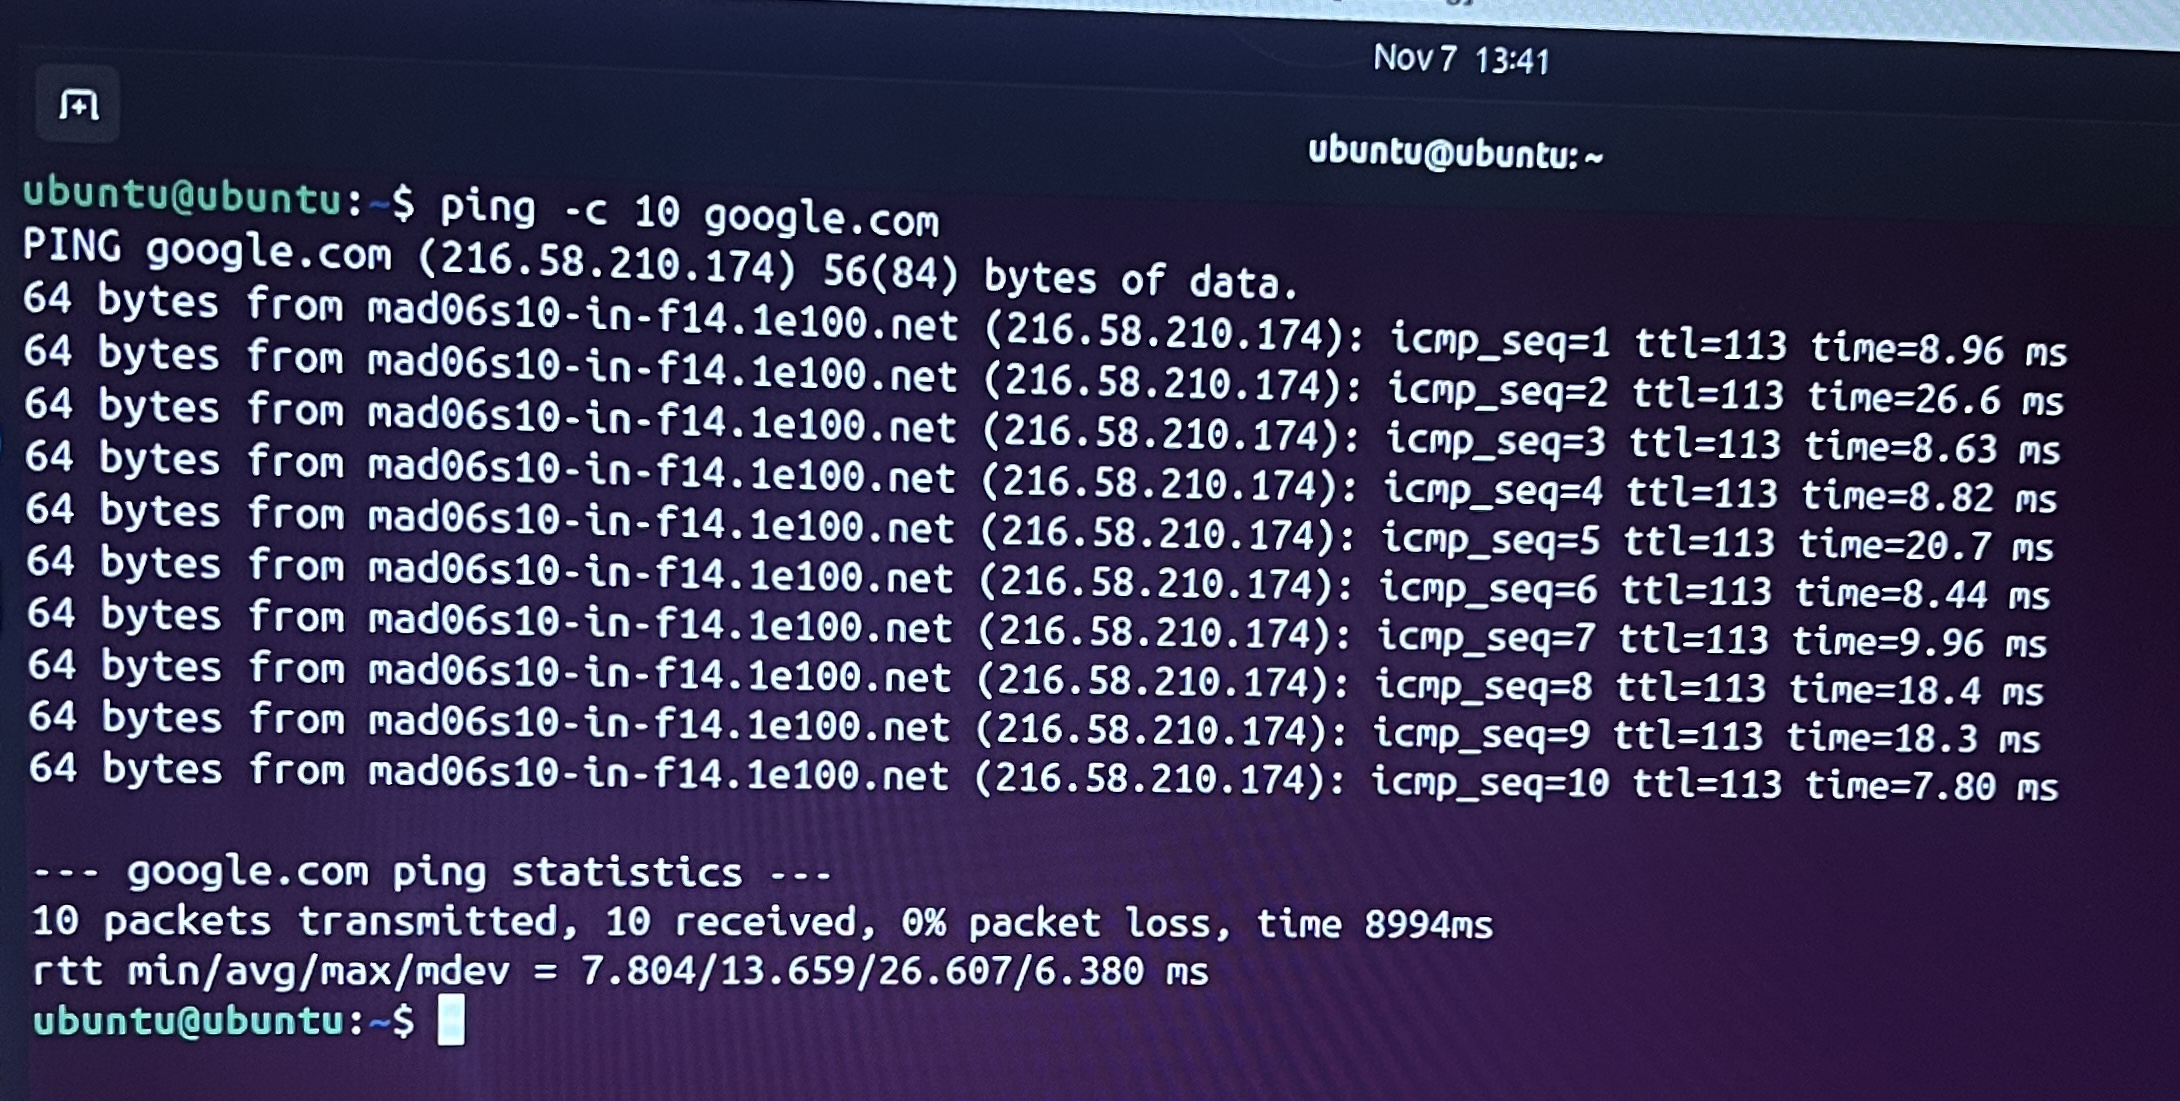 Nov 7 13:41
ubuntu@ubuntu: ~
ubuntu@ubuntu:~$ ping -c 10 google.com
PING google.com (216.58.210.174) 56(84) bytes of data.
64 bytes from mad06s10-in-f14.1e100.net (216.58.210.174): icmp_seq=1 ttl=113 time=8.96 ms
64 bytes from mad06s10-in-f14.1e100.net (216.58.210.174): icmp_seq=2 ttl=113 time=26.6 ms
64 bytes from mad06s10-in-f14.1e100.net (216.58.210.174): icmp_seq=3 ttl=113 time=8.63 ms
64 bytes from mad06s10-in-f14.1e100.net (216.58.210.174): icmp_seq=4 ttl=113 time=8.82 ms
64 bytes from mad06s10-in-f14.1e100.net (216.58.210.174): icmp_seq=5 ttl=113 time=20.7 ms
64 bytes from mad06s10-in-f14.1e100.net (216.58.210.174): icmp_seq=6 ttl=113 time=8.44 ms
64 bytes from mad06s10-in-f14.1e100.net (216.58.210.174): icmp_seq=7 ttl=113 time=9.96 ms
64 bytes from mad06s10-in-f14.1e100.net (216.58.210.174): icmp_seq=8 ttl=113 time=18.4 ms
64 bytes from mad06s10-in-f14.1e100.net (216.58.210.174): icmp_seq=9 ttl=113 time=18.3 ms
64 bytes from mad06s10-in-f14.1e100.net (216.58.210.174): icmp_seq=10 ttl=113 time=7.80 ms
--- google.com ping statistics ---
10 packets transmitted, 10 received, 0% packet loss, time 8994ms
rtt min/avg/max/mdev = 7.804/13.659/26.607/6.380 ms
ubuntu@ubuntu:~$